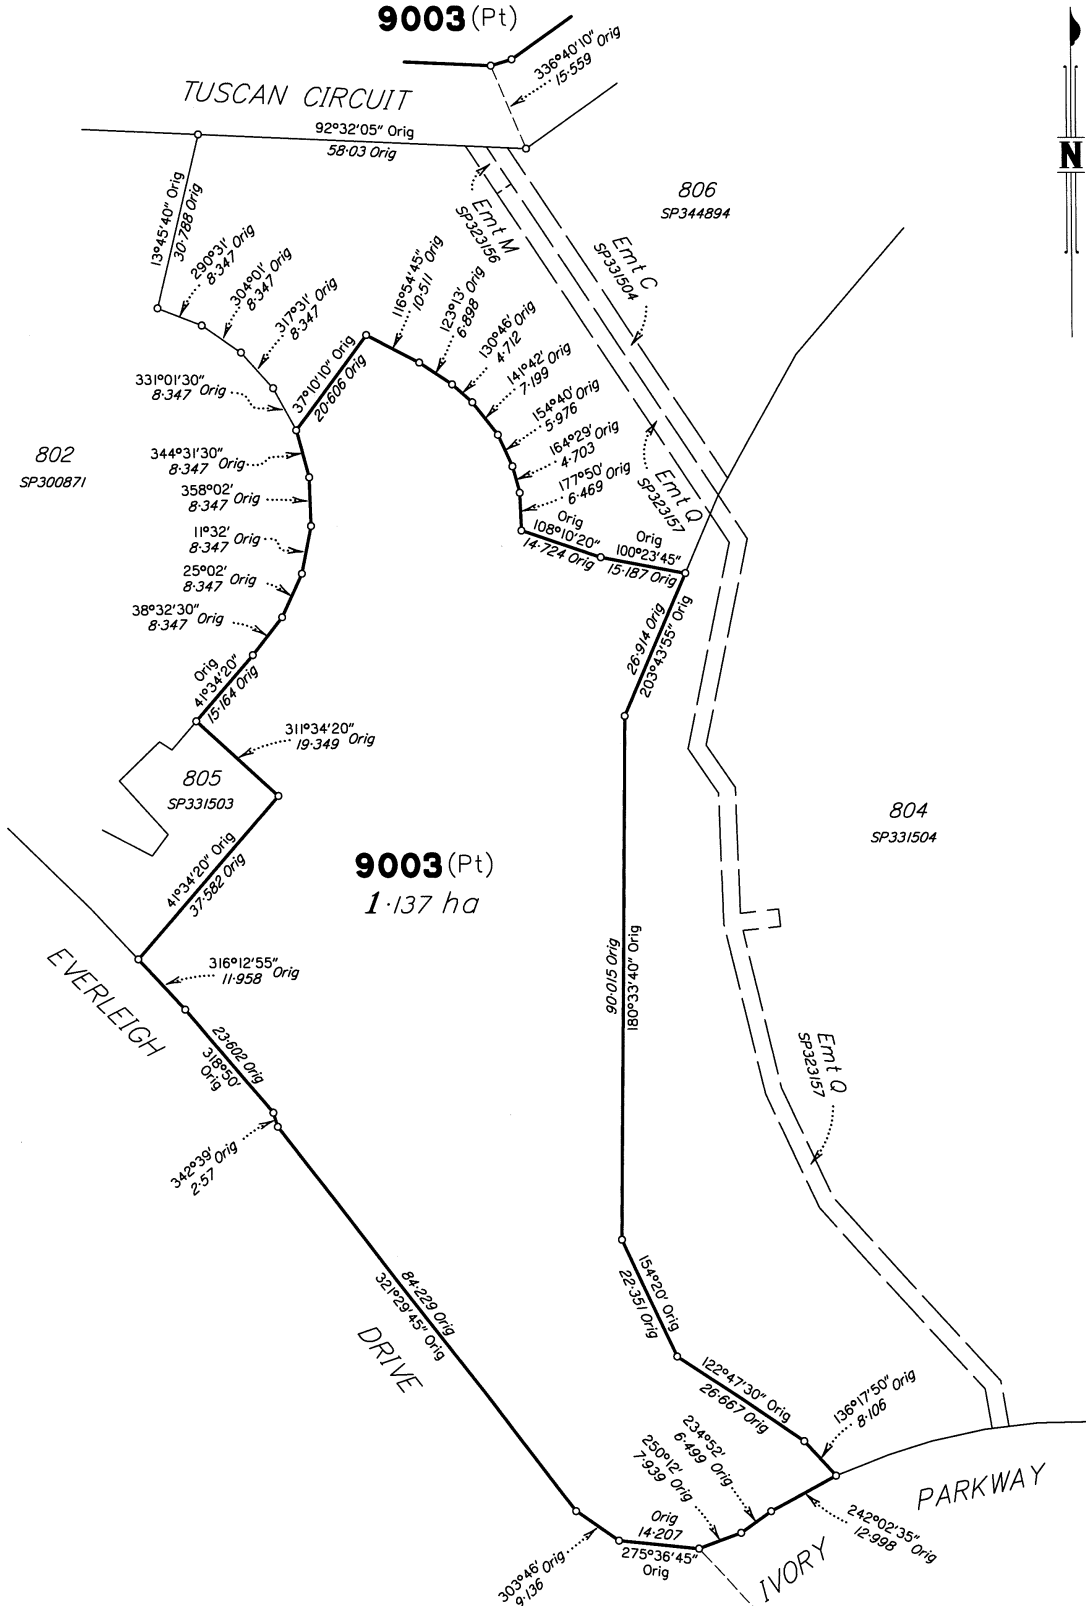 9003 (Pt)
336°40'10" Orig
15·559
TUSCAN CIRCUIT
92°32'05" Orig
58·03 Orig
N
806
SP344894
13°45'40" Orig
30·788 Orig
290°31' Orig
8·347
304°01' Orig
8·347
317°31' Orig
8·347
331°01'30" Orig
8·347
Emt M
SP323156
Emt C
SP331504
116°54'45" Orig
10·511
123°13' Orig
6·898
130°46' Orig
4·712
141°42' Orig
7·199
154°40' Orig
5·976
164°29' Orig
4·703
177°50' Orig
6·469
37°10'10" Orig
20·606 Orig
802
SP300871
344°31'30" Orig
8·347
358°02' Orig
8·347
11°32' Orig
8·347
25°02' Orig
8·347
38°32'30" Orig
8·347
Emt Q
SP323157
Orig
108°10'20"
14·724 Orig
Orig
100°23'45"
15·187 Orig
26·914 Orig
203°43'55" Orig
Orig
41°34'20"
15·164 Orig
311°34'20" Orig
19·349
805
SP331503
804
SP331504
41°34'20" Orig
37·582 Orig
9003 (Pt)
1·137 ha
90·015 Orig
180°33'40" Orig
EVERLEIGH
316°12'55" Orig
11·958
23·602 Orig
318°50'
Orig
342°39' Orig
2·57
Emt Q
SP323157
84·229 Orig
321°29'45" Orig
DRIVE
154°20' Orig
22·351 Orig
122°47'30" Orig
26·667 Orig
136°17'50" Orig
8·106
234°52' Orig
6·499
250°12' Orig
7·939
Orig
14·207
275°36'45"
Orig
303°46' Orig
9·136
242°02'35" Orig
12·998
IVORY
PARKWAY